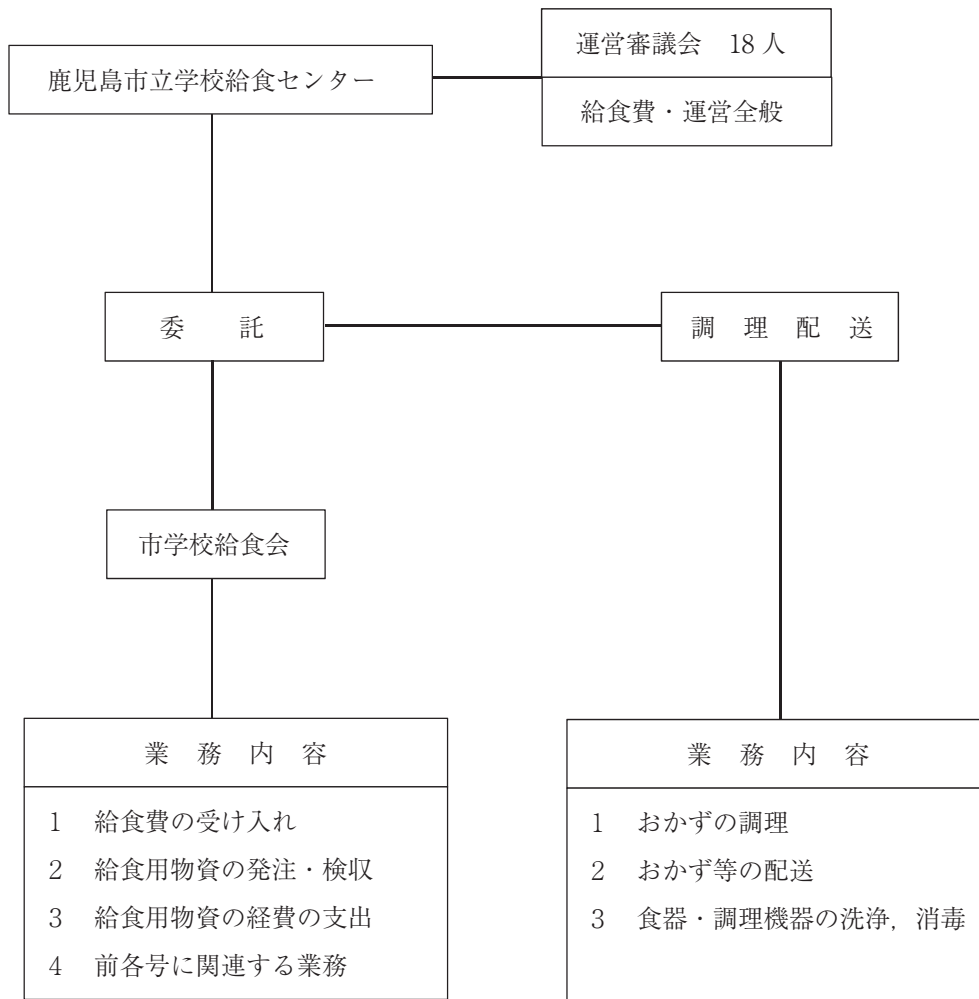 運営審議会 18人
鹿児島市立学校給食センター
給食費・運営全般
委 託
調 理 配 送
市学校給食会
業 務 内 容
1 給食費の受け入れ
2 給食用物資の発注・検収
3 給食用物資の経費の支出
4 前各号に関連する業務
業 務 内 容
1 おかずの調理
2 おかず等の配送
3 食器・調理機器の洗浄，消毒